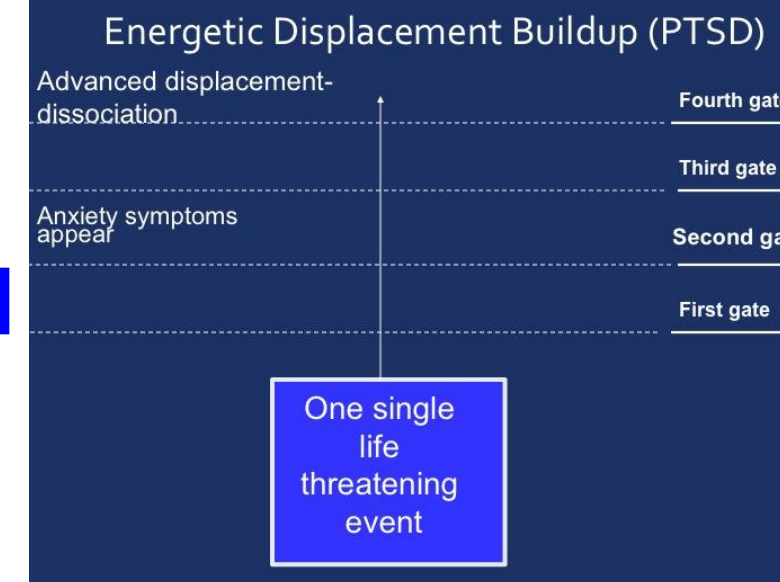 Energetic Displacement Buildup (PTSD)
Advanced displacement-
dissociation
Fourth gat
Third gate
Anxiety symptoms
appear
Second ga
First gate
One single
life
threatening
event